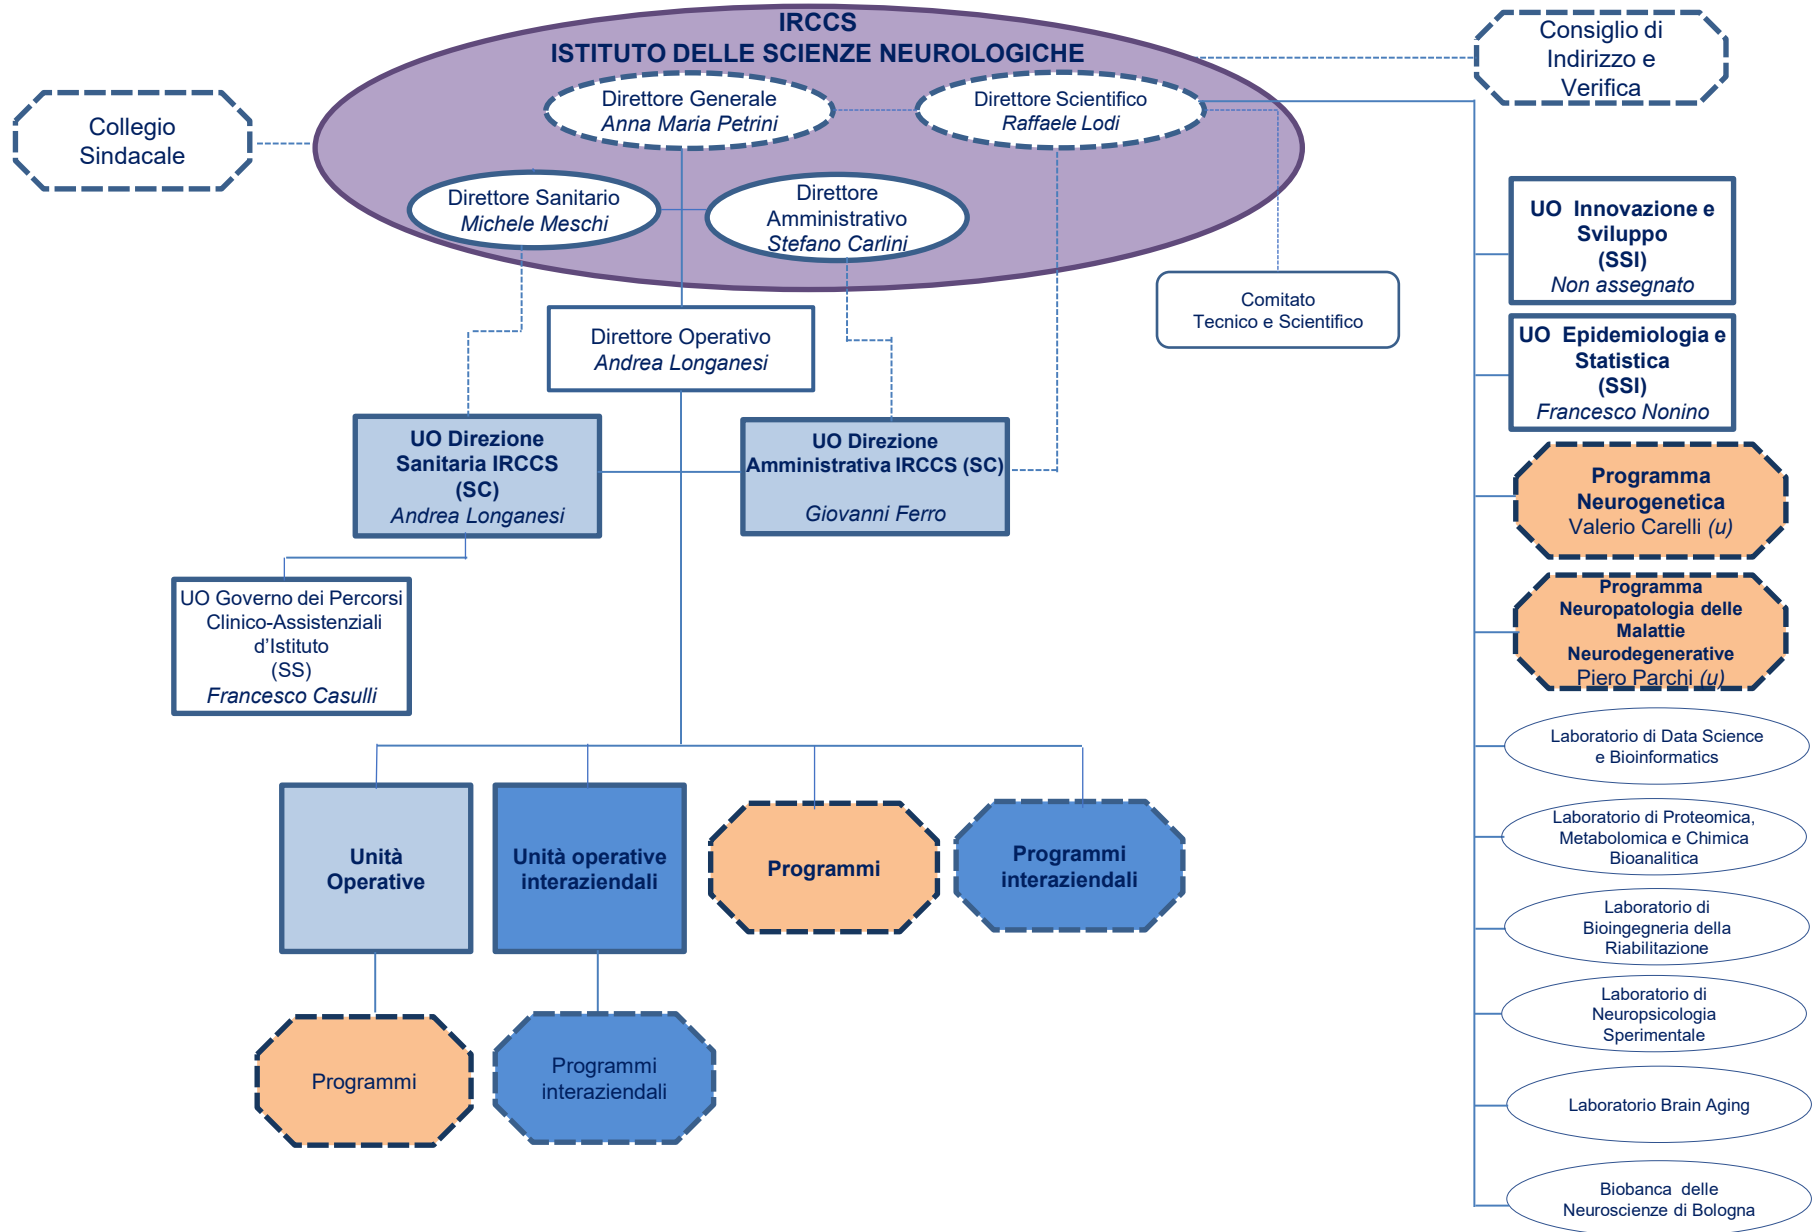 IRCCS
ISTITUTO DELLE SCIENZE NEUROLOGICHE
Consiglio di
Indirizzo e
Verifica
Collegio
Sindacale
Direttore Generale
Anna Maria Petrini
Direttore Scientifico
Raffaele Lodi
Direttore Sanitario
Michele Meschi
Direttore
Amministrativo
Stefano Carlini
Comitato
Tecnico e Scientifico
Direttore Operativo
Andrea Longanesi
UO Direzione
Sanitaria IRCCS
(SC)
Andrea Longanesi
UO Direzione
Amministrativa IRCCS (SC)
Giovanni Ferro
UO Governo dei Percorsi
Clinico-Assistenziali
d'Istituto
(SS)
Francesco Casulli
Unità
Operative
Unità operative
interaziendali
Programmi
Programmi
interaziendali
Programmi
Programmi
interaziendali
UO Innovazione e
Sviluppo
(SSI)
Non assegnato
UO Epidemiologia e
Statistica
(SSI)
Francesco Nonino
Programma
Neurogenetica
Valerio Carelli (u)
Programma
Neuropatologia delle
Malattie
Neurodegenerative
Piero Parchi (u)
Laboratorio di Data Science
e Bioinformatics
Laboratorio di Proteomica,
Metabolomica e Chimica
Bioanalitica
Laboratorio di
Bioingegneria della
Riabilitazione
Laboratorio di
Neuropsicologia
Sperimentale
Laboratorio Brain Aging
Biobanca delle
Neuroscienze di Bologna